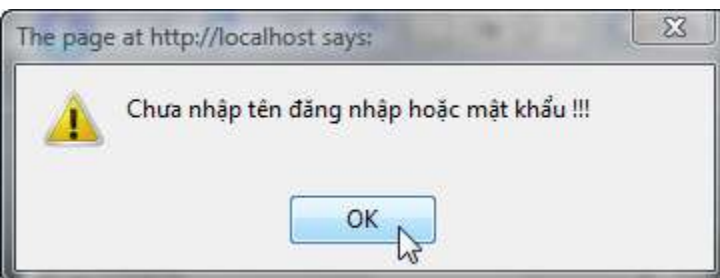 The page at http://localhost says:
Chưa nhập tên đăng nhập hoặc mật khẩu !!!
OK